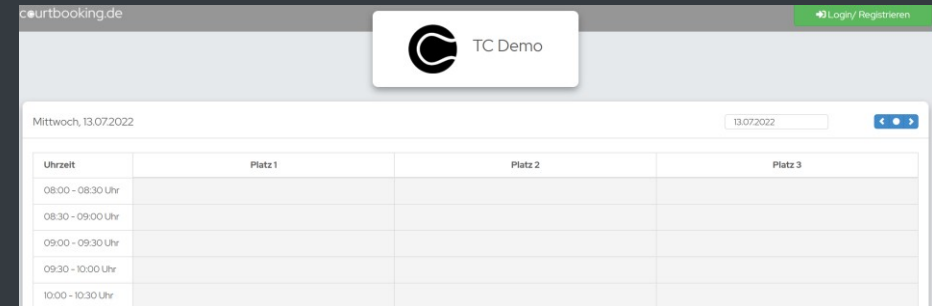 courtbooking.de
Login/ Registrieren
TC Demo
Mittwoch, 13.07.2022
13.07.2022
Uhrzeit Platz 1 Platz 2 Platz 3
08:00 - 08:30 Uhr
08:30 - 09:00 Uhr
09:00 - 09:30 Uhr
09:30 - 10:00 Uhr
10:00 - 10:30 Uhr